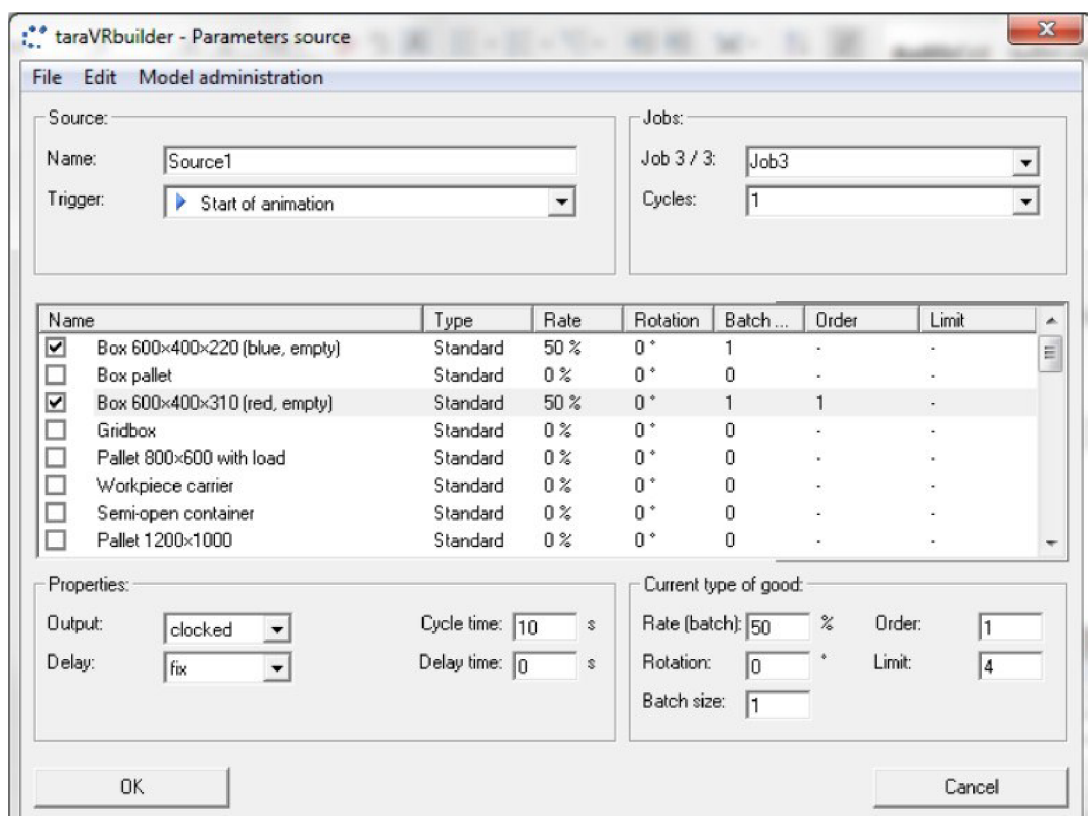 taraVRbuilder - Parameters source
File Edit Model administration
Source:
Name: Source1
Trigger: Start of animation
Jobs:
Job 3 / 3: Job3
Cycles: 1
Name Type Rate Rotation Batch ... Order Limit
Box 600×400×220 (blue, empty) Standard 50 % 0 ° 1 - -
Box pallet Standard 0 % 0 ° 0 - -
Box 600×400×310 (red, empty) Standard 50 % 0 ° 1 1 -
Gridbox Standard 0 % 0 ° 0 - -
Pallet 800×600 with load Standard 0 % 0 ° 0 - -
Workpiece carrier Standard 0 % 0 ° 0 - -
Semi-open container Standard 0 % 0 ° 0 - -
Pallet 1200×1000 Standard 0 % 0 ° 0 - -
Properties:
Output: clocked Cycle time: 10 s
Delay: fix Delay time: 0 s
Current type of good:
Rate (batch): 50 % Order: 1
Rotation: 0 ° Limit: 4
Batch size: 1
OK Cancel